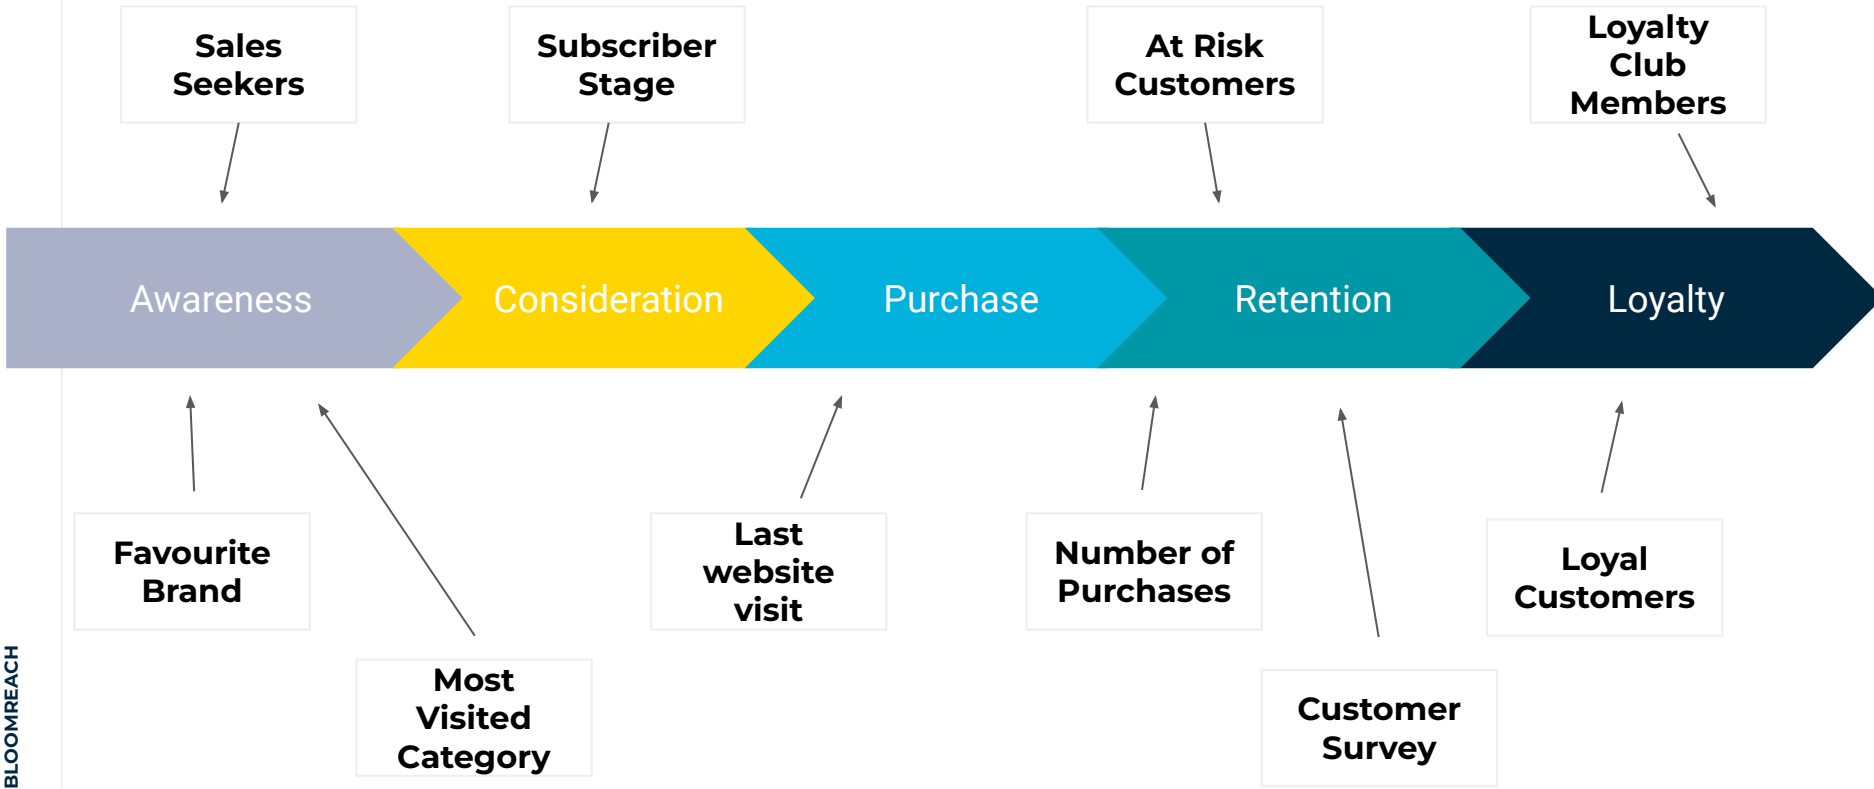 Sales
Seekers
Subscriber
Stage
At Risk
Customers
Loyalty
Club
Members
Awareness
Consideration
Purchase
Retention
Loyalty
Favourite
Brand
Last
website
visit
Number of
Purchases
Loyal
Customers
Most
Visited
Category
Customer
Survey
BLOOMREACH